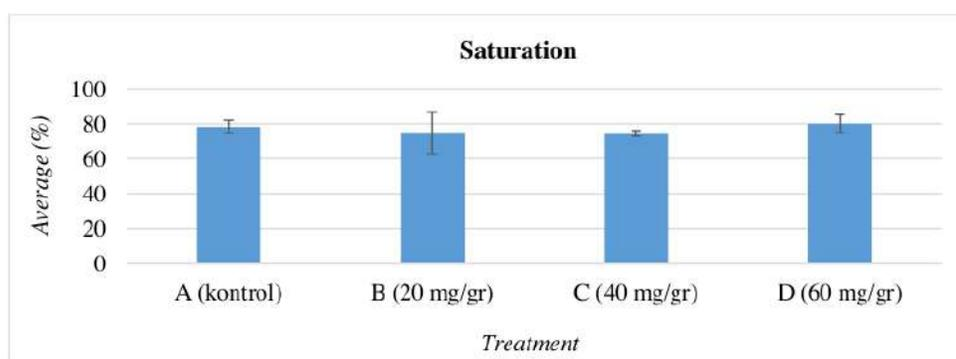 Saturation
Average (%)
100
80
60
40
20
0
A (kontrol) B (20 mg/gr) C (40 mg/gr) D (60 mg/gr)
Treatment